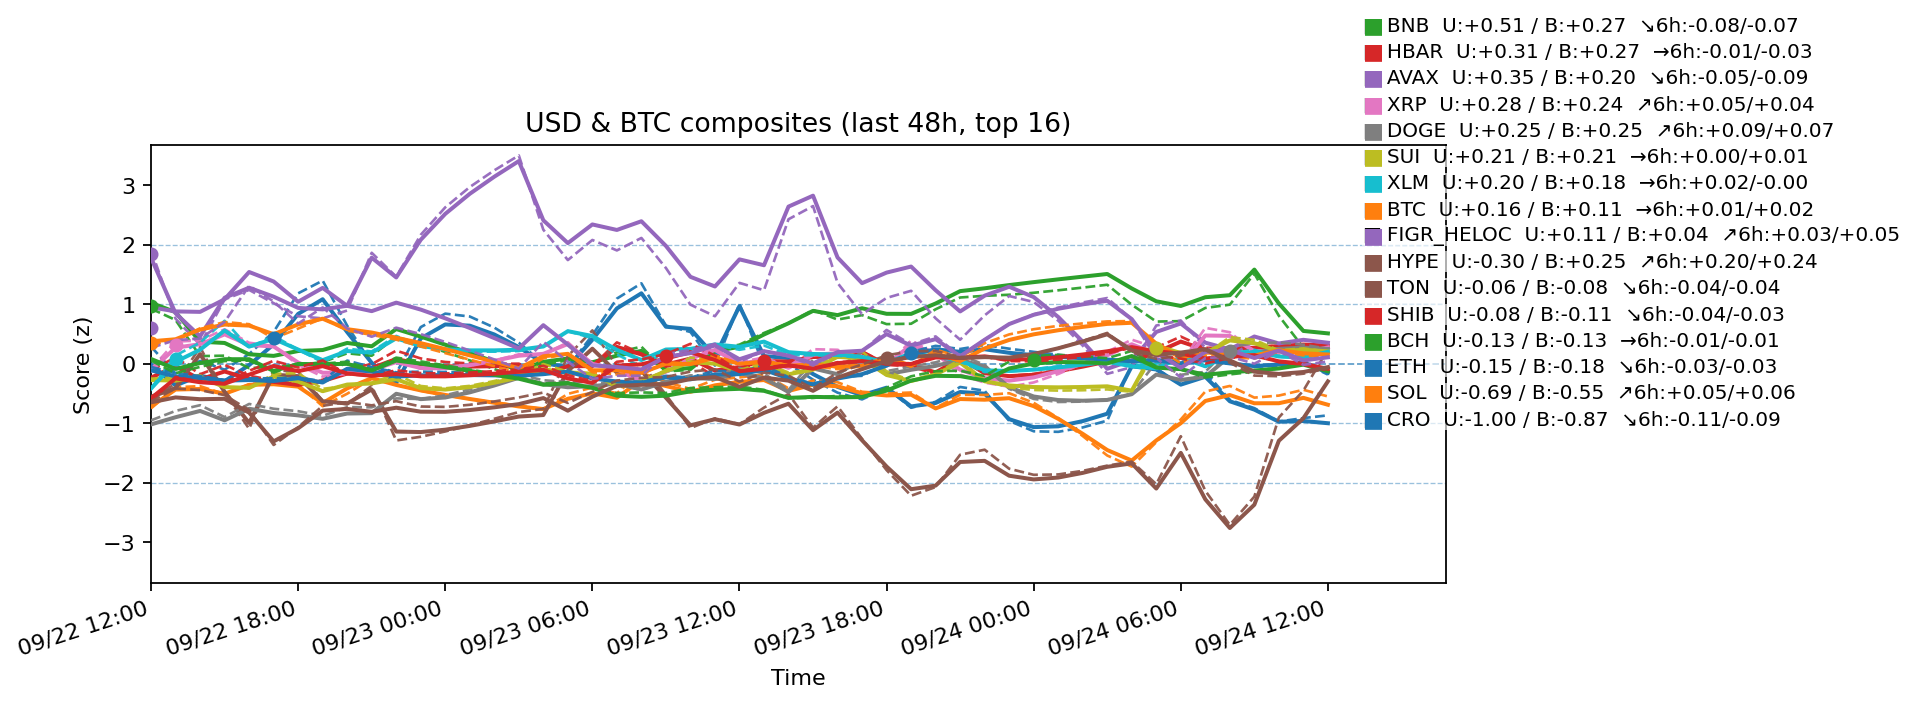 BNB  U:+0.51 / B:+0.27  ↘6h:-0.08/-0.07
HBAR  U:+0.31 / B:+0.27  →6h:-0.01/-0.03
AVAX  U:+0.35 / B:+0.20  ↘6h:-0.05/-0.09
XRP  U:+0.28 / B:+0.24  ↗6h:+0.05/+0.04
DOGE  U:+0.25 / B:+0.25  ↗6h:+0.09/+0.07
SUI  U:+0.21 / B:+0.21  →6h:+0.00/+0.01
XLM  U:+0.20 / B:+0.18  →6h:+0.02/-0.00
BTC  U:+0.16 / B:+0.11  →6h:+0.01/+0.02
FIGR_HELOC  U:+0.11 / B:+0.04  ↗6h:+0.03/+0.05
HYPE  U:-0.30 / B:+0.25  ↗6h:+0.20/+0.24
TON  U:-0.06 / B:-0.08  ↘6h:-0.04/-0.04
SHIB  U:-0.08 / B:-0.11  ↘6h:-0.04/-0.03
BCH  U:-0.13 / B:-0.13  →6h:-0.01/-0.01
ETH  U:-0.15 / B:-0.18  ↘6h:-0.03/-0.03
SOL  U:-0.69 / B:-0.55  ↗6h:+0.05/+0.06
CRO  U:-1.00 / B:-0.87  ↘6h:-0.11/-0.09
USD & BTC composites (last 48h, top 16)
Score (z)
3
2
1
0
−1
−2
−3
09/22 12:00
09/22 18:00
09/23 00:00
09/23 06:00
09/23 12:00
09/23 18:00
09/24 00:00
09/24 06:00
09/24 12:00
Time